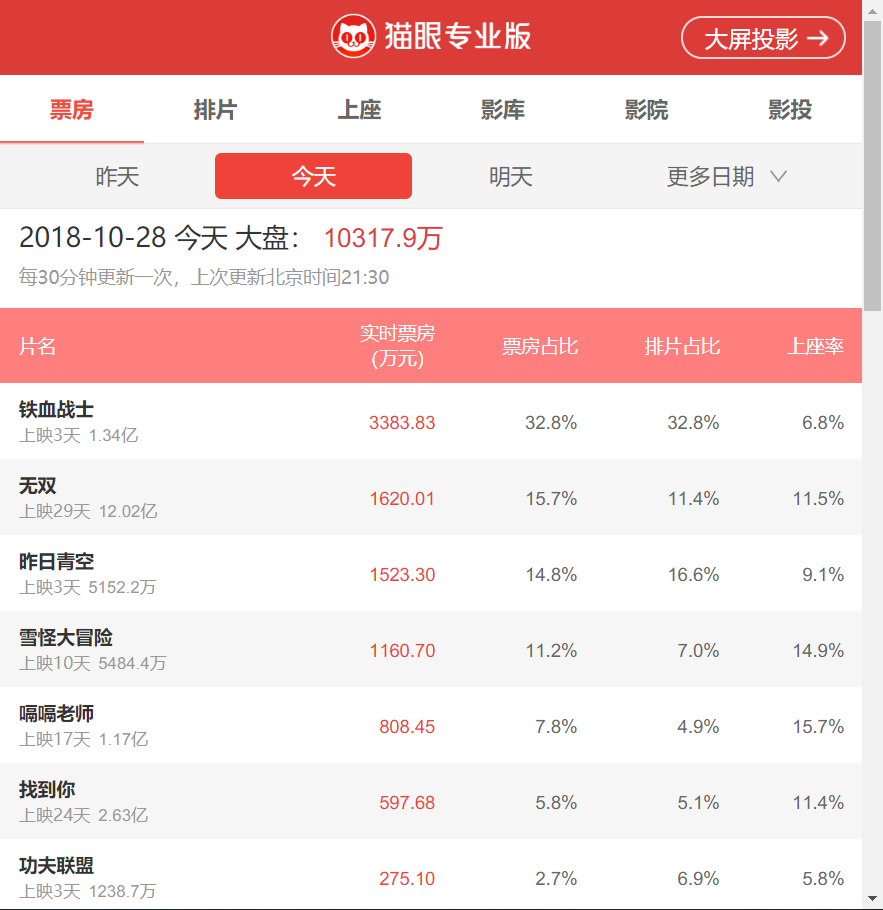 猫眼专业版
大屏投影
票房 排片 上座 影库 影院 影投
昨天 今天 明天 更多日期
2018-10-28 今天 大盘： 10317.9万
每30分钟更新一次，上次更新北京时间21:30
片名 实时票房 票房占比 排片占比 上座率
(万元)
铁血战士
上映3天 1.34亿 3383.83 32.8% 32.8% 6.8%
无双
上映29天 12.02亿 1620.01 15.7% 11.4% 11.5%
昨日青空
上映3天 5152.2万 1523.30 14.8% 16.6% 9.1%
雪怪大冒险
上映10天 5484.4万 1160.70 11.2% 7.0% 14.9%
嗝嗝老师
上映17天 1.17亿 808.45 7.8% 4.9% 15.7%
找到你
上映24天 2.63亿 597.68 5.8% 5.1% 11.4%
功夫联盟
上映3天 1238.7万 275.10 2.7% 6.9% 5.8%